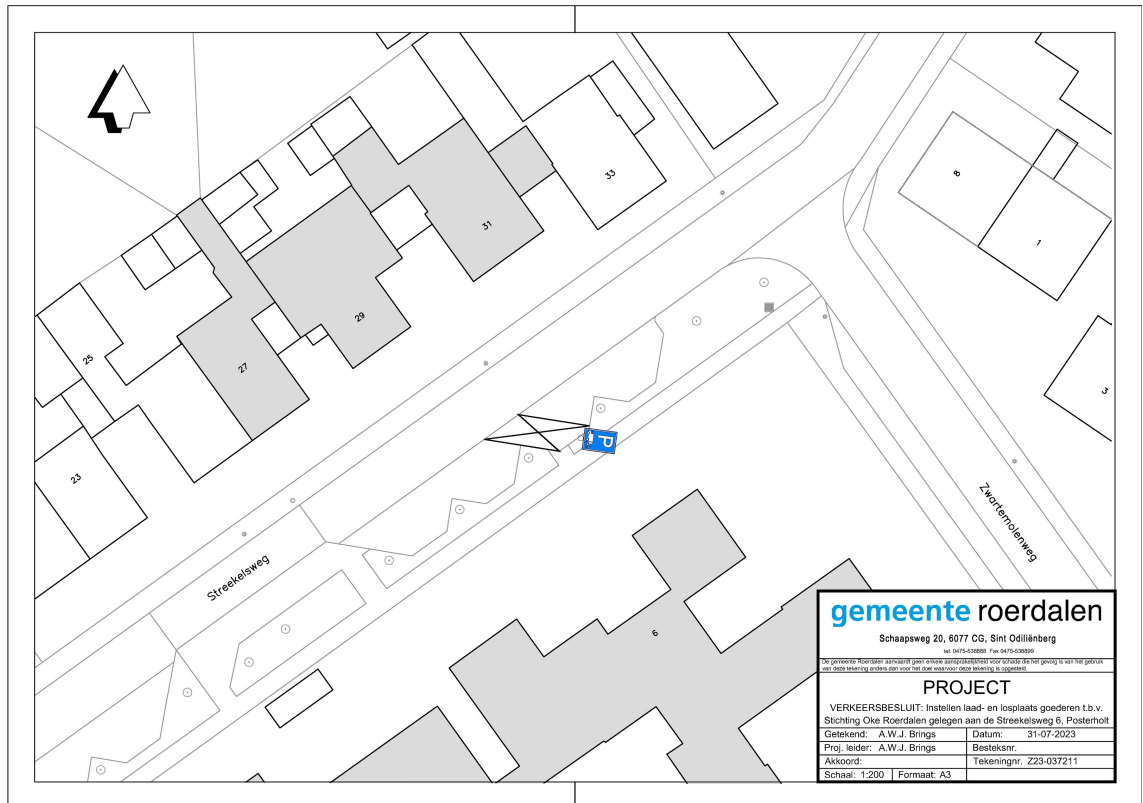 33
31
29
27
25
23
8
1
3
6
P
Streekelsweg
Zwartemolenweg
gemeente roerdalen
Schaapsweg 20, 6077 CG, Sint Odiliënberg
tel. 0475-538888 Fax 0475-538899
De gemeente Roerdalen aanvaardt geen enkele aansprakelijkheid voor schade die het gevolg is van het gebruik
van deze tekening anders dan voor het doel waarvoor deze tekening is opgesteld.
PROJECT
VERKEERSBESLUIT: Instellen laad- en losplaats goederen t.b.v.
Stichting Oke Roerdalen gelegen aan de Streekelsweg 6, Posterholt
Getekend: A.W.J. Brings Datum: 31-07-2023
Proj. leider: A.W.J. Brings Besteksnr.
Akkoord: Tekeningnr. Z23-037211
Schaal: 1:200 Formaat: A3